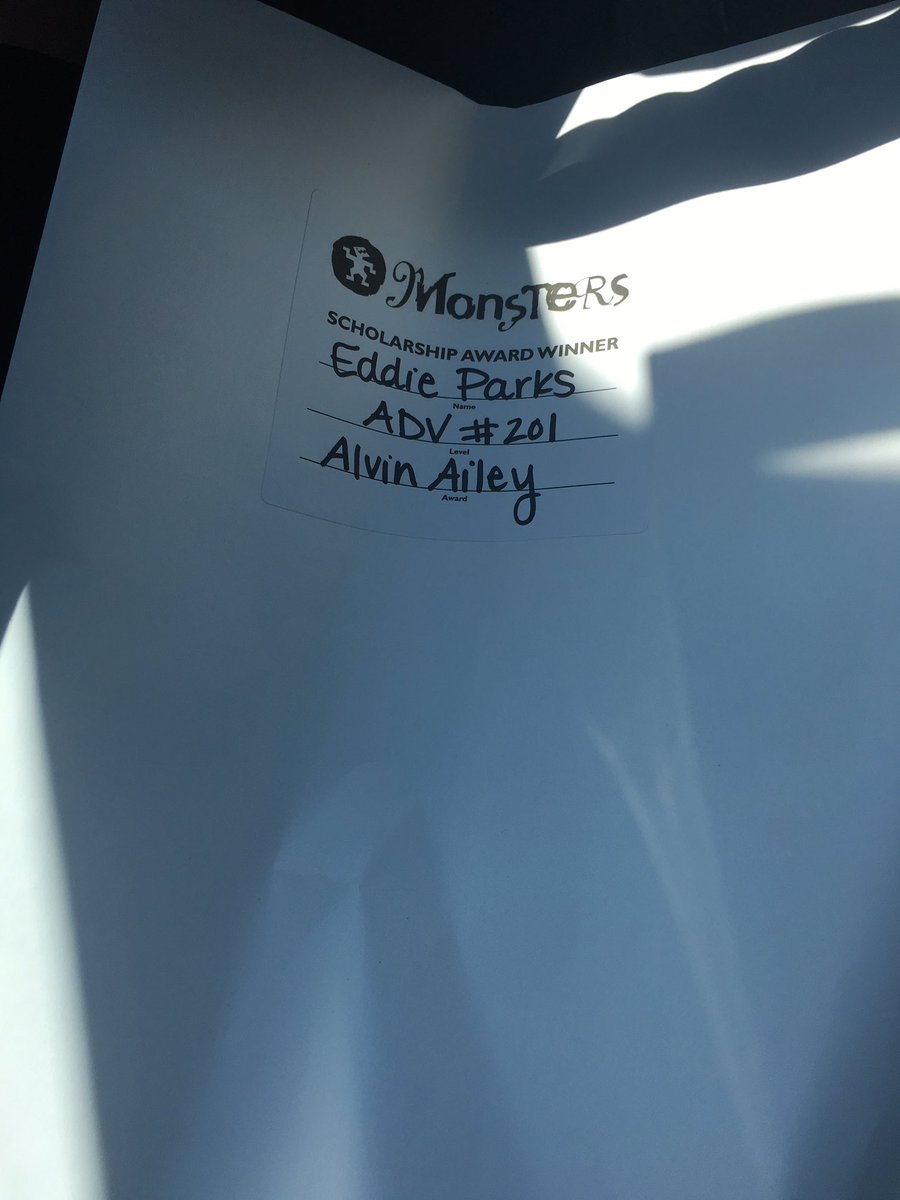 Monsters
SCHOLARSHIP AWARD WINNER
Eddie Parks
Name
ADV #201
Level
Alvin Ailey
Award